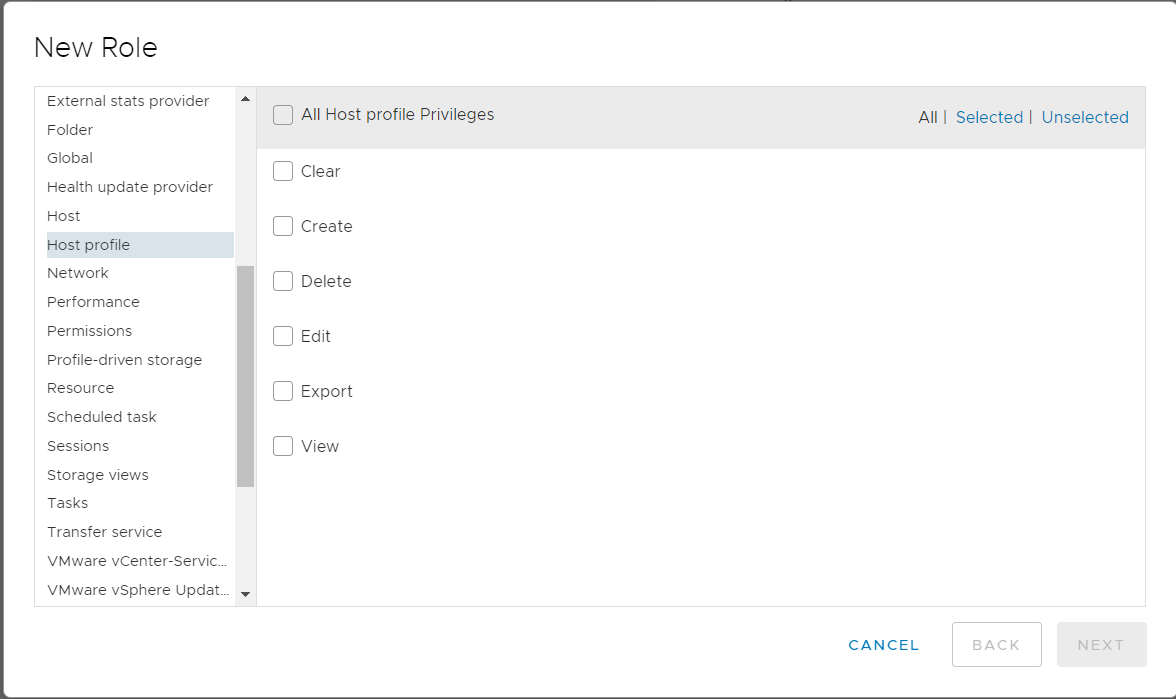 New Role
External stats provider
Folder
Global
Health update provider
Host
Host profile
Network
Performance
Permissions
Profile-driven storage
Resource
Scheduled task
Sessions
Storage views
Tasks
Transfer service
VMware vCenter-Servic...
VMware vSphere Updat...
All Host profile Privileges
All | Selected | Unselected
Clear
Create
Delete
Edit
Export
View
CANCEL
BACK
NEXT